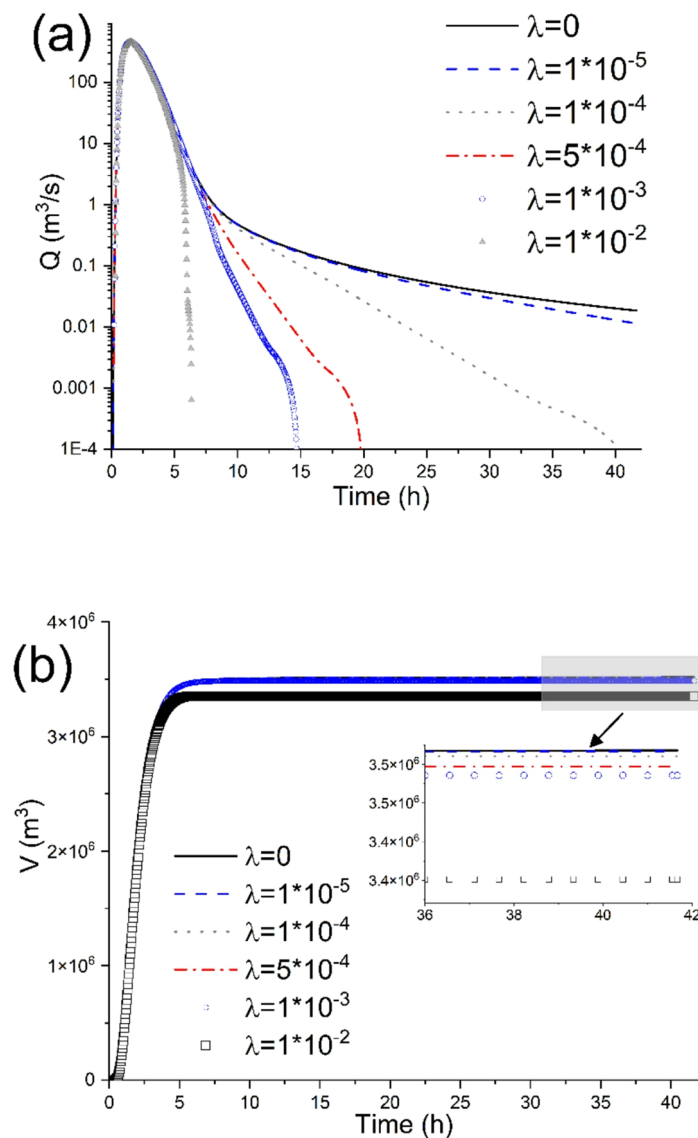 (a)
λ=0
λ=1*10⁻⁵
λ=1*10⁻⁴
λ=5*10⁻⁴
λ=1*10⁻³
λ=1*10⁻²
Q (m³/s)
100
10
1
0.1
0.01
0.001
1E-4
0 5 10 15 20 25 30 35 40
Time (h)
(b)
4×10⁶
3×10⁶
2×10⁶
1×10⁶
0
V (m³)
3.5×10⁶
3.5×10⁶
3.4×10⁶
3.4×10⁶
36 38 40 42
λ=0
λ=1*10⁻⁵
λ=1*10⁻⁴
λ=5*10⁻⁴
λ=1*10⁻³
λ=1*10⁻²
0 5 10 15 20 25 30 35 40
Time (h)